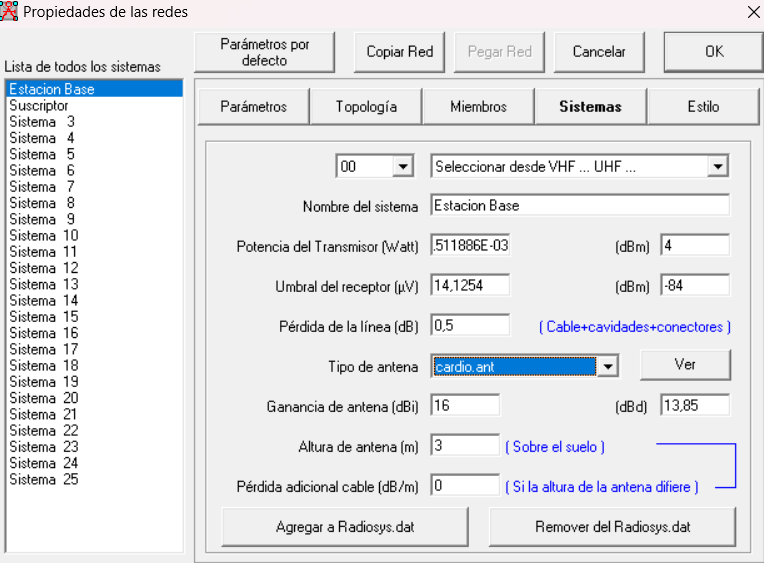 Propiedades de las redes
Parámetros por defecto
Copiar Red
Pegar Red
Cancelar
OK
Lista de todos los sistemas
Estacion Base
Suscriptor
Sistema 3
Sistema 4
Sistema 5
Sistema 6
Sistema 7
Sistema 8
Sistema 9
Sistema 10
Sistema 11
Sistema 12
Sistema 13
Sistema 14
Sistema 15
Sistema 16
Sistema 17
Sistema 18
Sistema 19
Sistema 20
Sistema 21
Sistema 22
Sistema 23
Sistema 24
Sistema 25
Parámetros Topología Miembros Sistemas Estilo
00 Seleccionar desde VHF ... UHF ...
Nombre del sistema Estacion Base
Potencia del Transmisor (Watt) .511886E-03 (dBm) 4
Umbral del receptor (µV) 14,1254 (dBm) -84
Pérdida de la línea (dB) 0,5 ( Cable+cavidades+conectores )
Tipo de antena cardio.ant Ver
Ganancia de antena (dBi) 16 (dBd) 13,85
Altura de antena (m) 3 ( Sobre el suelo )
Pérdida adicional cable (dB/m) 0 ( Si la altura de la antena difiere )
Agregar a Radiosys.dat Remover del Radiosys.dat